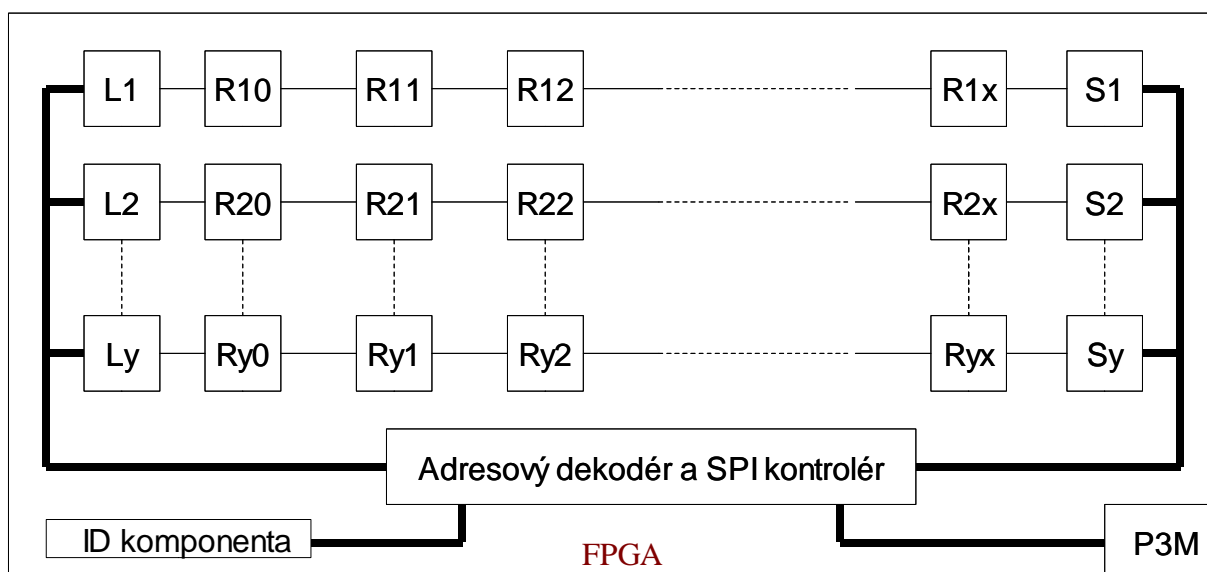 L1 R10 R11 R12 R1x S1
L2 R20 R21 R22 R2x S2
Ly Ry0 Ry1 Ry2 Ryx Sy
Adresový dekodér a SPI kontrolér
ID komponenta
FPGA
P3M